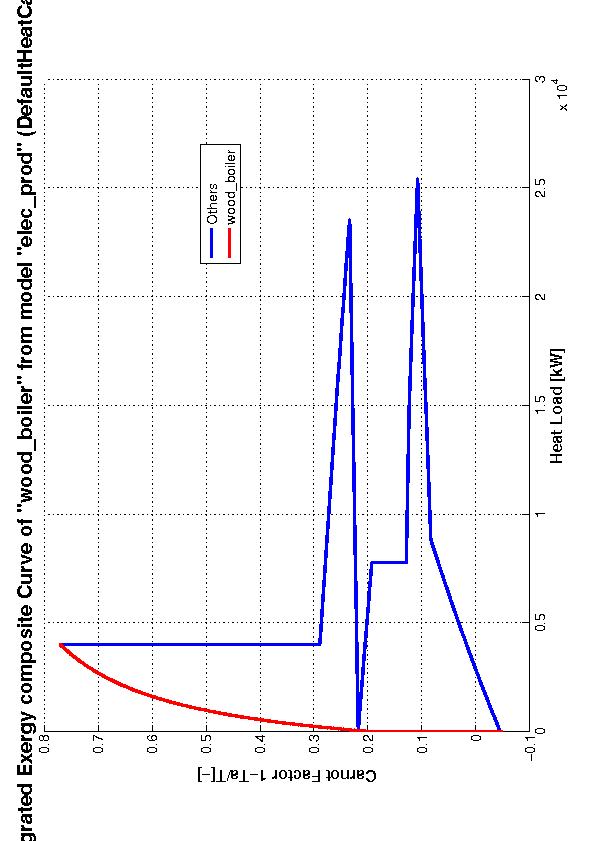 grated Exergy composite Curve of "wood_boiler" from model "elec_prod" (DefaultHeatCa
0.8
0.7
0.6
0.5
0.4
0.3
0.2
0.1
0
−0.1
Carnot Factor 1−Ta/T[−]
Others
wood_boiler
0
0.5
1
1.5
2
2.5
3
x 10^4
Heat Load [kW]